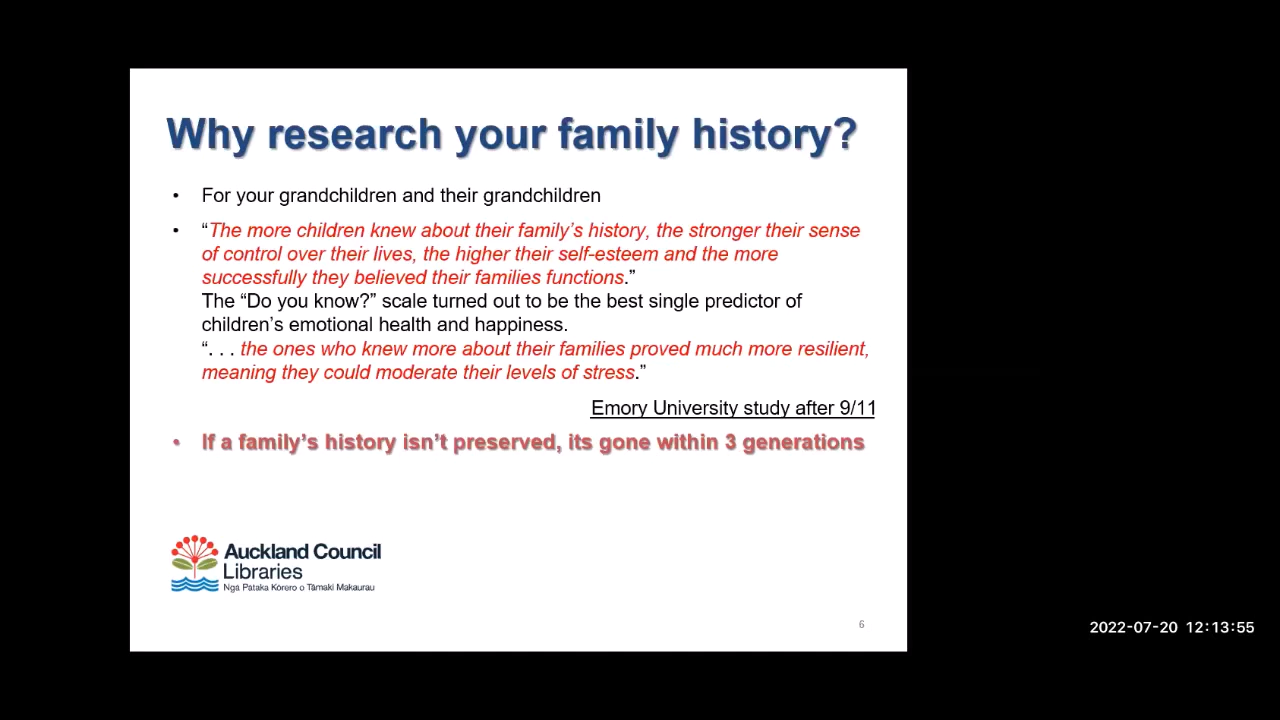 Why research your family history?
• For your grandchildren and their grandchildren
• “The more children knew about their family’s history, the stronger their sense
of control over their lives, the higher their self-esteem and the more
successfully they believed their families functions.”
The “Do you know?” scale turned out to be the best single predictor of
children’s emotional health and happiness.
“. . . the ones who knew more about their families proved much more resilient,
meaning they could moderate their levels of stress.”
Emory University study after 9/11
• If a family’s history isn’t preserved, its gone within 3 generations
Auckland Council
Libraries
Ngā Pātaka Kōrero o Tāmaki Makaurau
6
2022-07-20 12:13:55